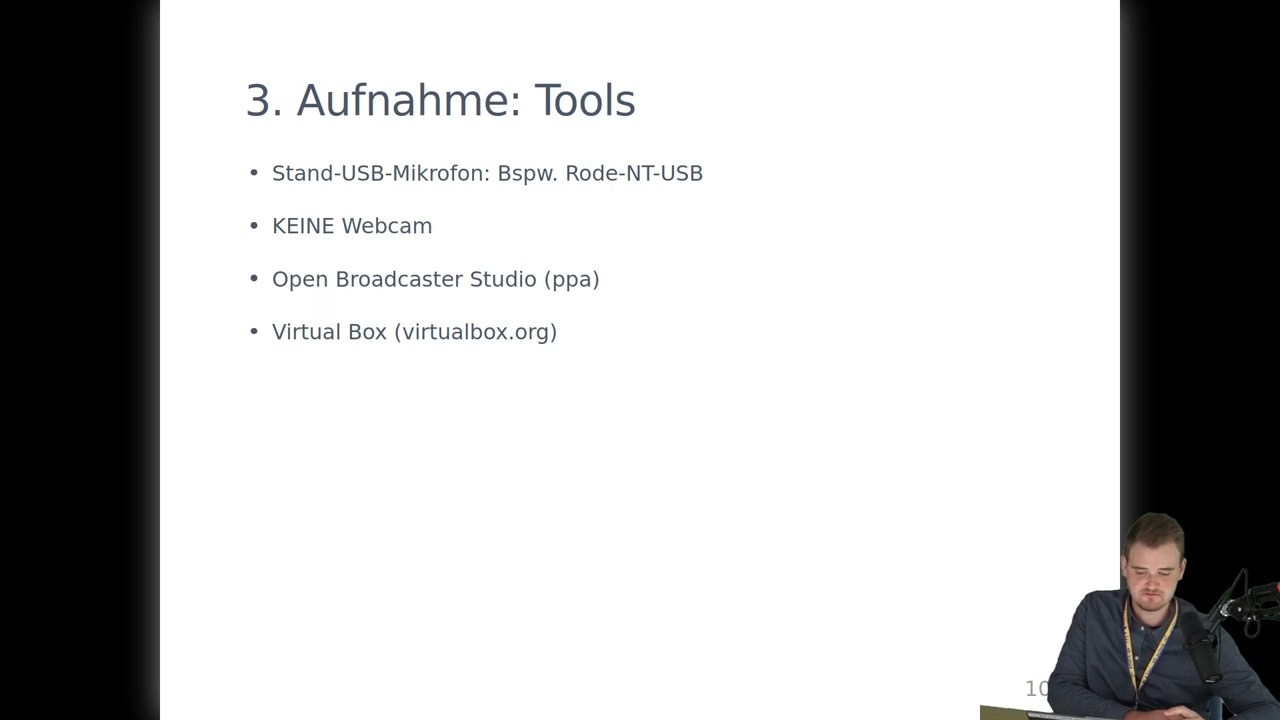 3. Aufnahme: Tools
• Stand-USB-Mikrofon: Bspw. Rode-NT-USB
• KEINE Webcam
• Open Broadcaster Studio (ppa)
• Virtual Box (virtualbox.org)
10